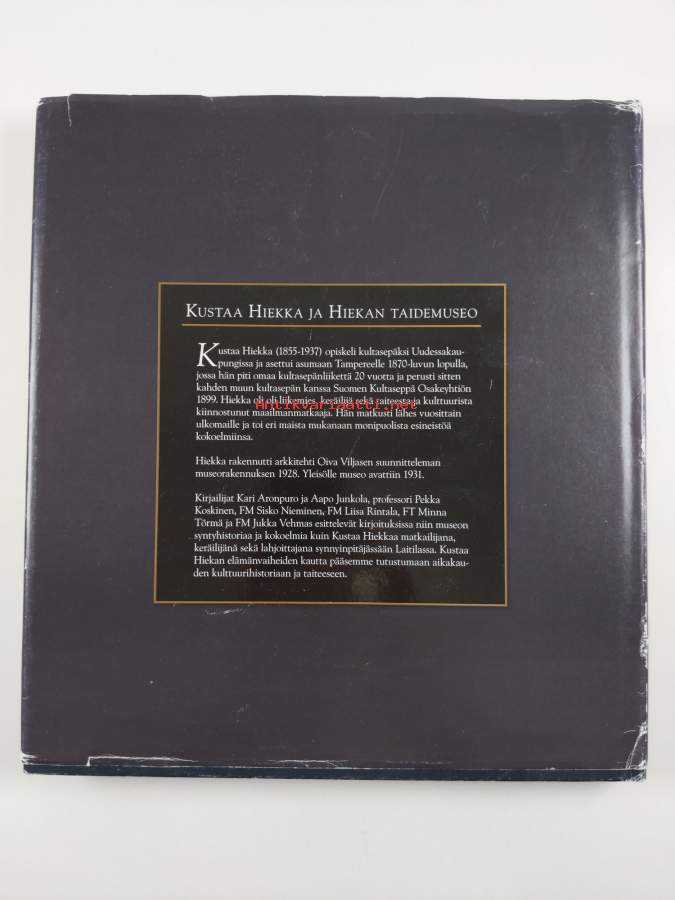 KUSTAA HIEKKA JA HIEKAN TAIDEMUSEO
Kustaa Hiekka (1855-1937) opiskeli kultasepäksi Uudessakau-
pungissa ja asettui asumaan Tampereelle 1870-luvun lopulla,
jossa hän piti omaa kultasepänliikettä 20 vuotta ja perusti sitten
kahden muun kultasepän kanssa Suomen Kultaseppä Osakeyhtiön
1899. Hiekka oli oli liikemies, keräilijä sekä taiteesta ja kulttuurista
Antikvariaatti.net
kiinnostunut maailmanmatkaaja. Hän matkusti lähes vuosittain
ulkomaille ja toi eri maista mukanaan monipuolista esineistöä
kokoelmiinsa.
Hiekka rakennutti arkkitehti Oiva Viljasen suunnitteleman
museorakennuksen 1928. Yleisölle museo avattiin 1931.
Kirjailijat Kari Aronpuro ja Aapo Junkola, professori Pekka
Koskinen, FM Sisko Nieminen, FM Liisa Rintala, FT Minna
Törmä ja FM Jukka Vehmas esittelevät kirjoituksissa niin museon
syntyhistoriaa ja kokoelmia kuin Kustaa Hiekkaa matkailijana,
keräilijänä sekä lahjoittajana synnyinpitäjässään Laitilassa. Kustaa
Hiekan elämänvaiheiden kautta pääsemme tutustumaan aikakau-
den kulttuurihistoriaan ja taiteeseen.